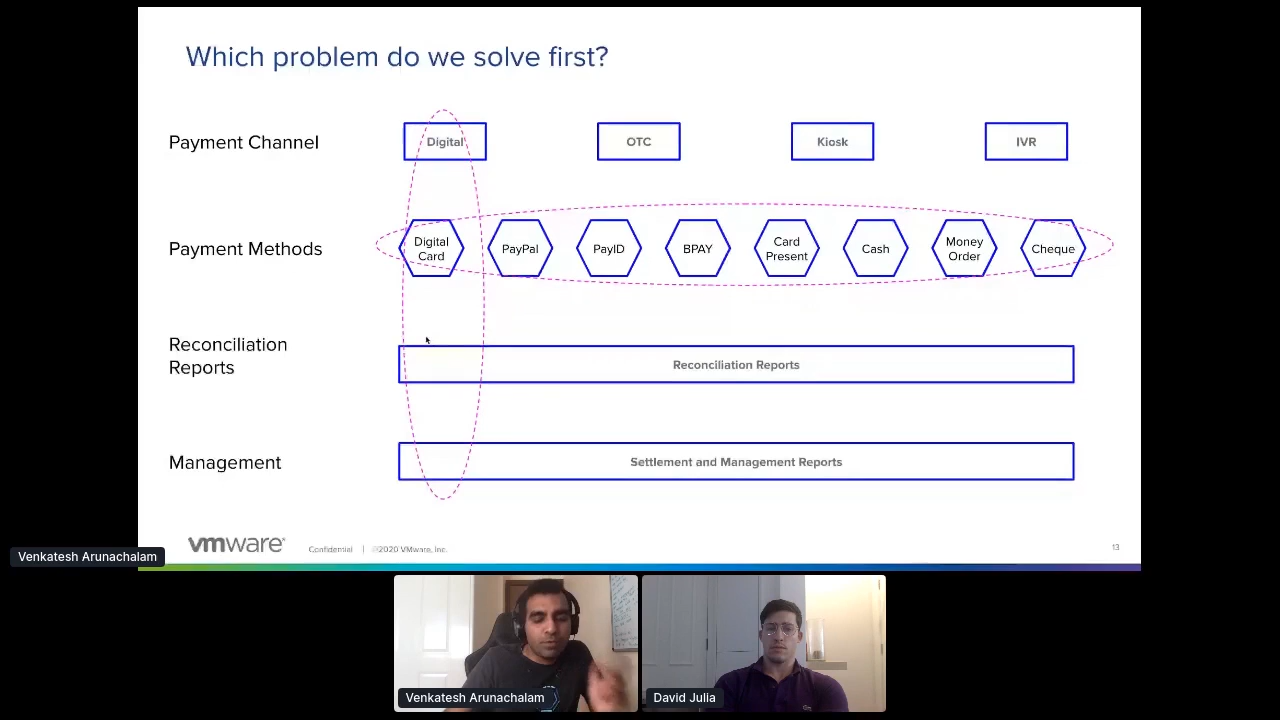 Which problem do we solve first?
Payment Channel
Digital
OTC
Kiosk
IVR
Payment Methods
Digital
Card
PayPal
PayID
BPAY
Card
Present
Cash
Money
Order
Cheque
Reconciliation
Reports
Reconciliation Reports
Management
Settlement and Management Reports
vmware®
Confidential | ©2020 VMware, Inc.
13
Venkatesh Arunachalam
Venkatesh Arunachalam
David Julia